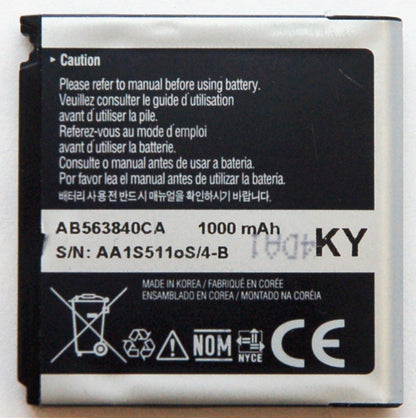 Caution
Please refer to manual before using battery.
Veuillez consulter le guide d'utilisation
avant d'utiliser la pile.
Referez-vous au mode d'emploi
avant d'utiliser la batterie.
Consulte o manual antes de usar a bateria.
Por favor lea el manual antes de utilizar la batería.
배터리 사용 전 반드시 매뉴얼을 확인하시기 바랍니다.
AB563840CA 1000 mAh
S/N: AA1S511oS/4-B KY
MADE IN KOREA / FABRIQUÉ EN CORÉE
ENSAMBLADO EN COREA / MONTADO NA CORÉIA
NOM NYCE CE